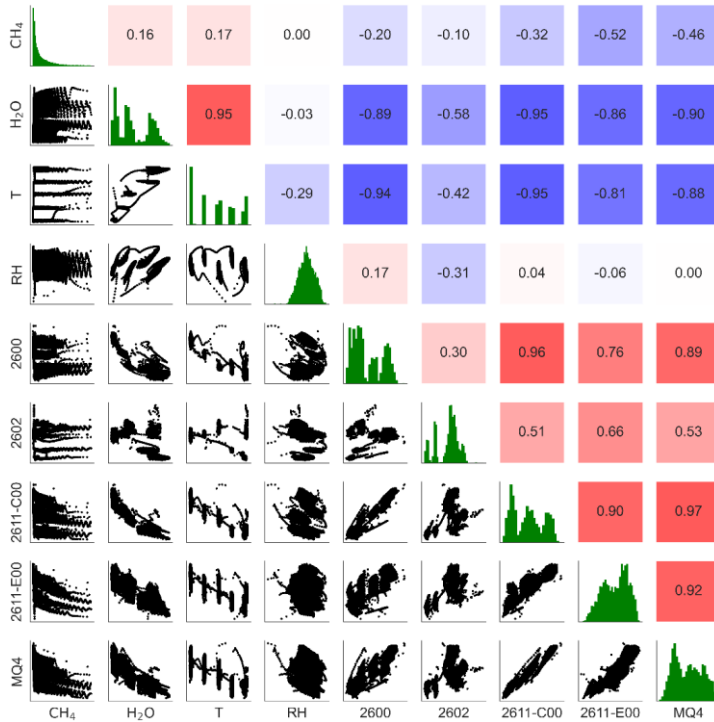 CH₄ 0.16 0.17 0.00 -0.20 -0.10 -0.32 -0.52 -0.46
H₂O 0.95 -0.03 -0.89 -0.58 -0.95 -0.86 -0.90
T -0.29 -0.94 -0.42 -0.95 -0.81 -0.88
RH 0.17 -0.31 0.04 -0.06 0.00
2600 0.30 0.96 0.76 0.89
2602 0.51 0.66 0.53
2611-C00 0.90 0.97
2611-E00 0.92
MQ4
CH₄ H₂O T RH 2600 2602 2611-C00 2611-E00 MQ4